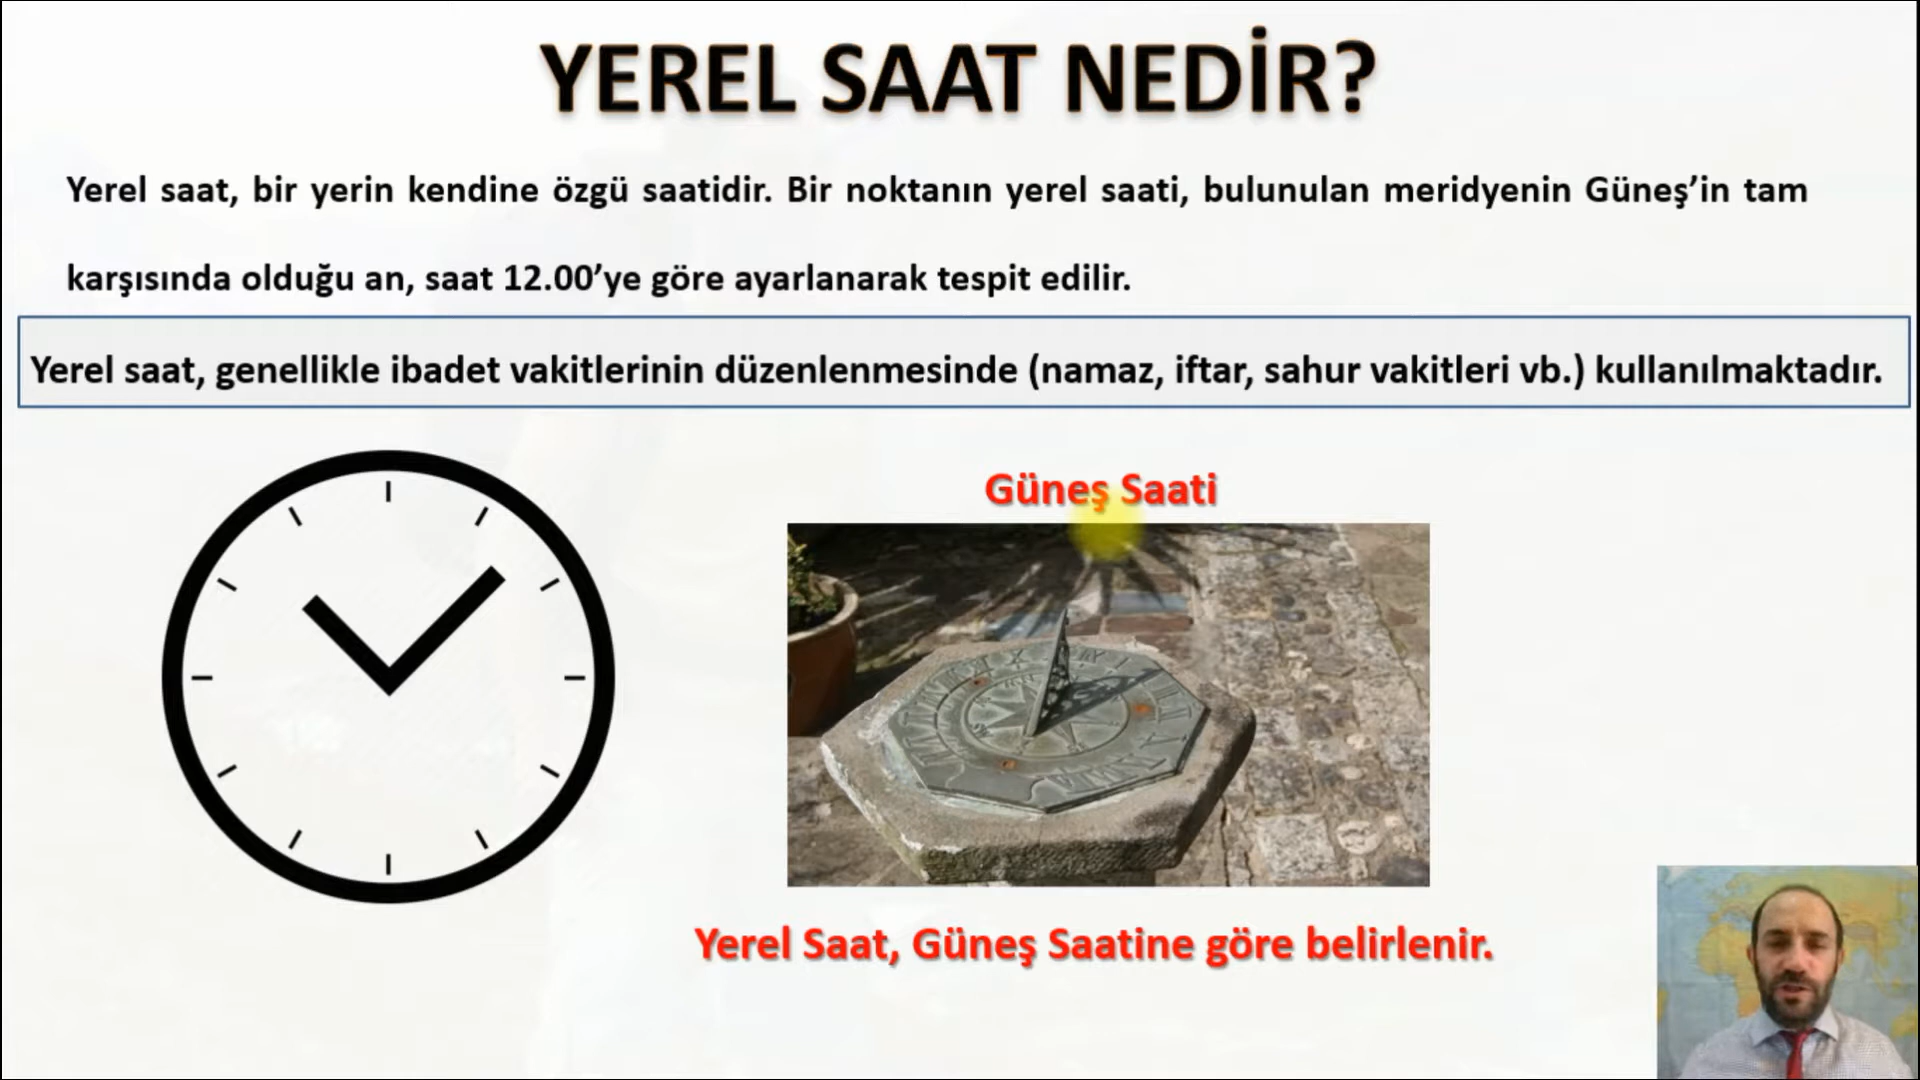 YEREL SAAT NEDİR?
Yerel saat, bir yerin kendine özgü saatidir. Bir noktanın yerel saati, bulunulan meridyenin Güneş’in tam
karşısında olduğu an, saat 12.00’ye göre ayarlanarak tespit edilir.
Yerel saat, genellikle ibadet vakitlerinin düzenlenmesinde (namaz, iftar, sahur vakitleri vb.) kullanılmaktadır.
Güneş Saati
Yerel Saat, Güneş Saatine göre belirlenir.